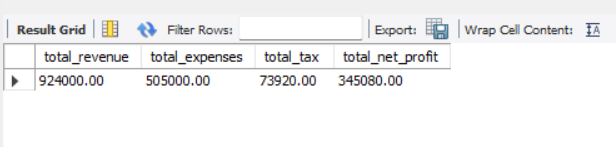 Result Grid Filter Rows: Export: Wrap Cell Content:
total_revenue total_expenses total_tax total_net_profit
924000.00 505000.00 73920.00 345080.00